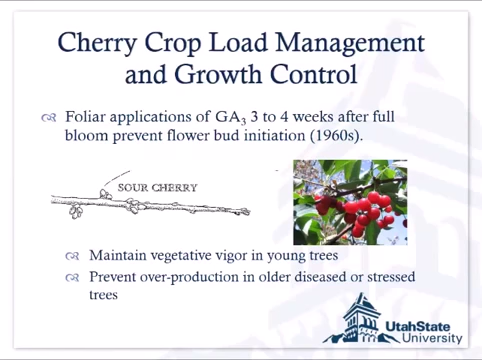 Cherry Crop Load Management
and Growth Control
Foliar applications of GA₃ 3 to 4 weeks after full
bloom prevent flower bud initiation (1960s).
SOUR CHERRY
Maintain vegetative vigor in young trees
Prevent over-production in older diseased or stressed
trees
UtahState
University